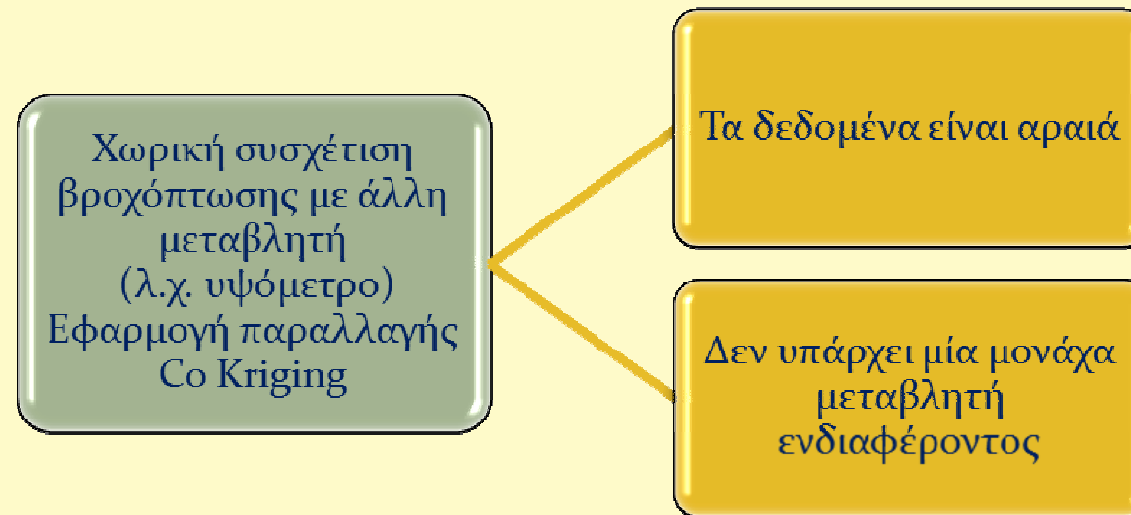 Χωρική συσχέτιση
βροχόπτωσης με άλλη
μεταβλητή
(λ.χ. υψόμετρο)
Εφαρμογή παραλλαγής
Co Kriging
Τα δεδομένα είναι αραιά
Δεν υπάρχει μία μονάχα
μεταβλητή
ενδιαφέροντος